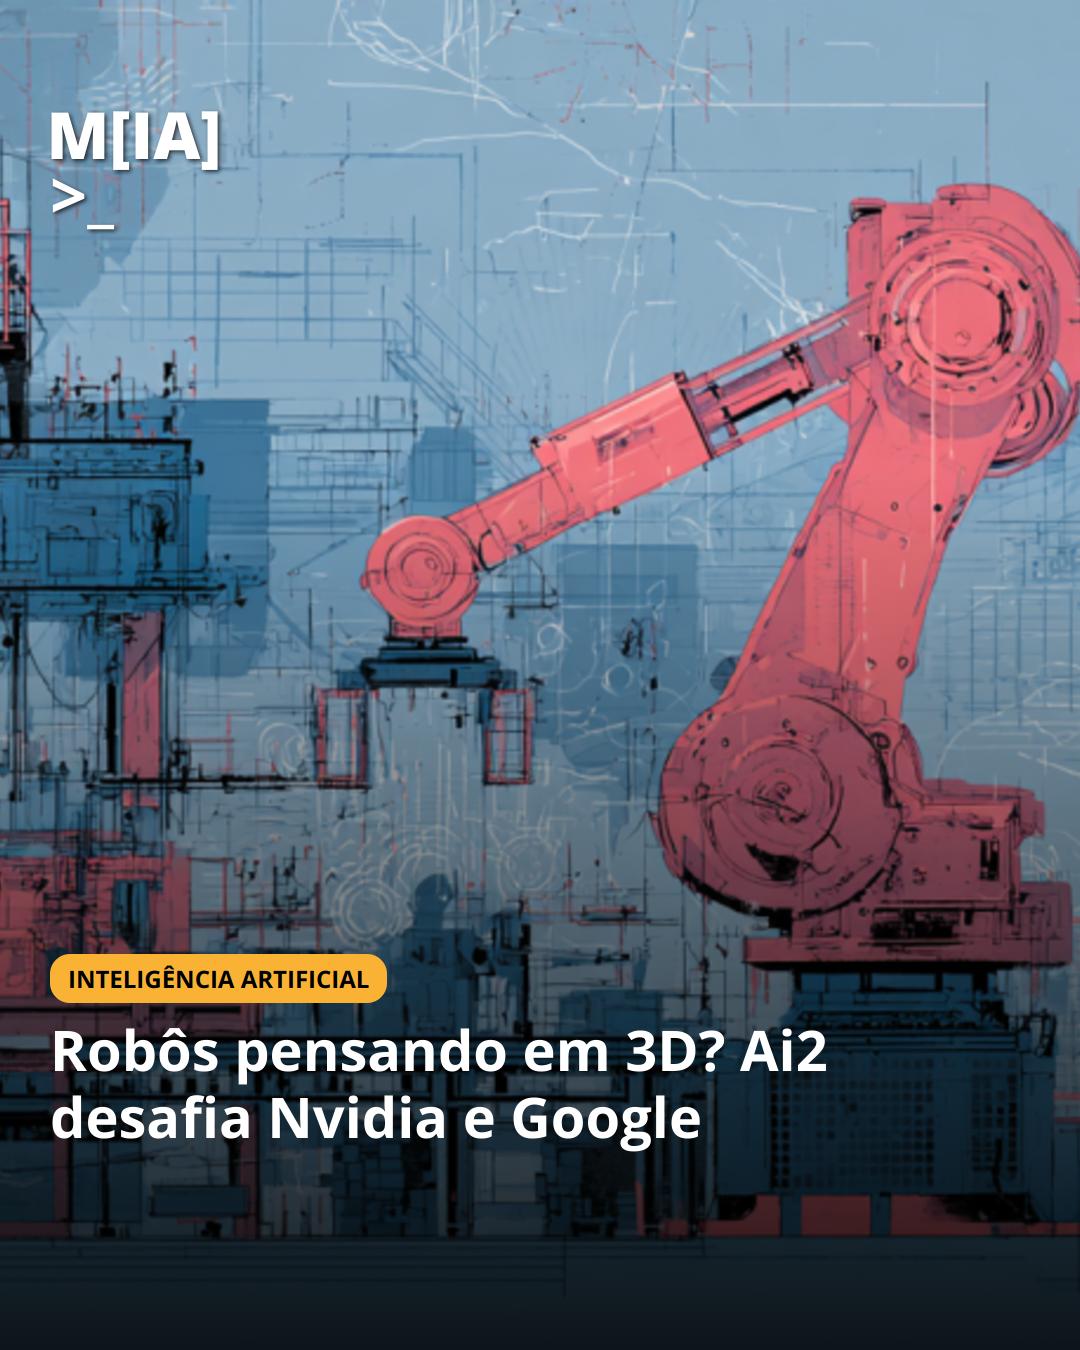 M[IA]
>_
INTELIGÊNCIA ARTIFICIAL
Robôs pensando em 3D? Ai2
desafia Nvidia e Google